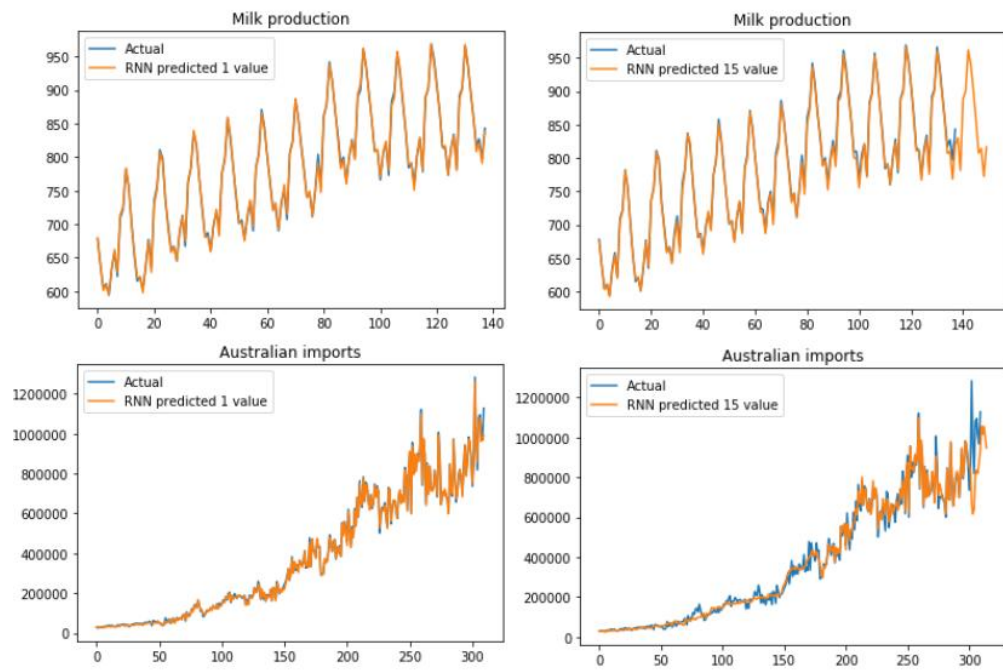 Milk production
Actual
RNN predicted 1 value
950
900
850
800
750
700
650
600
0 20 40 60 80 100 120 140
Milk production
Actual
RNN predicted 15 value
950
900
850
800
750
700
650
600
0 20 40 60 80 100 120 140
Australian imports
Actual
RNN predicted 1 value
1200000
1000000
800000
600000
400000
200000
0
0 50 100 150 200 250 300
Australian imports
Actual
RNN predicted 15 value
1200000
1000000
800000
600000
400000
200000
0
0 50 100 150 200 250 300